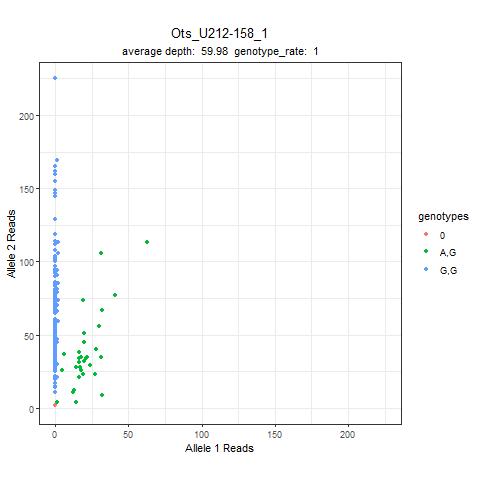 Ots_U212-158_1
average depth: 59.98 genotype_rate: 1
200
150
100
50
0
Allele 2 Reads
0 50 100 150 200
Allele 1 Reads
genotypes
0
A,G
G,G